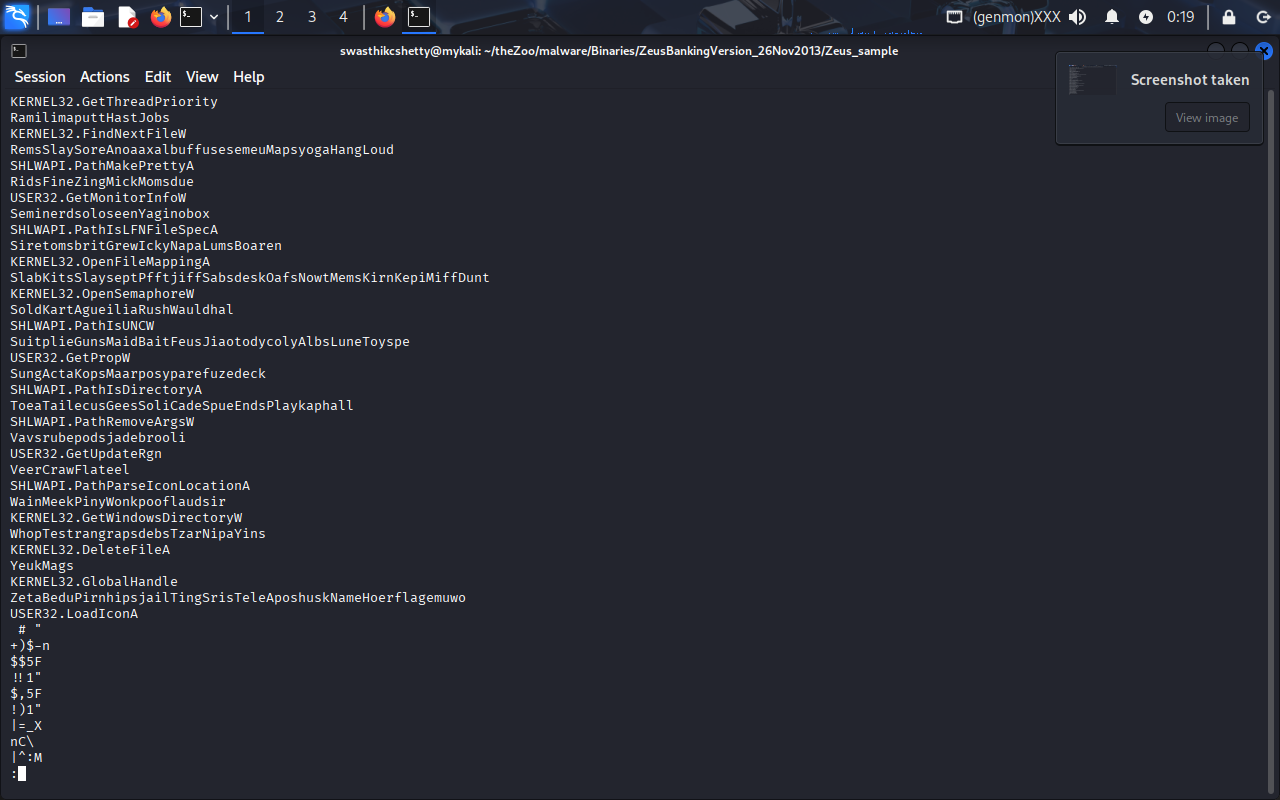 1 2 3 4 (genmon)XXX 0:19
swasthikcshetty@mykali: ~/theZoo/malware/Binaries/ZeusBankingVersion_26Nov2013/Zeus_sample
Session Actions Edit View Help
Screenshot taken
View image
KERNEL32.GetThreadPriority
RamilimaputtHastJobs
KERNEL32.FindNextFileW
RemsSlaySoreAnoaaxalbuffusesemeuMapsyogaHangLoud
SHLWAPI.PathMakePrettyA
RidsFineZingMickMomsdue
USER32.GetMonitorInfoW
SeminerdsoloseenYaginobox
SHLWAPI.PathIsLFNFileSpecA
SiretomsbritGrewIckyNapaLumsBoaren
KERNEL32.OpenFileMappingA
SlabKitsSlayseptPfftjiffSabsdeskOafsNowtMemsKirnKepiMiffDunt
KERNEL32.OpenSemaphoreW
SoldKartAgueiliaRushWauldhal
SHLWAPI.PathIsUNCW
SuitplieGunsMaidBaitFeusJiaotodycolyAlbsLuneToyspe
USER32.GetPropW
SungActaKopsMaarposyparefuzedeck
SHLWAPI.PathIsDirectoryA
ToeaTailecusGeesSoliCadeSpueEndsPlaykaphall
SHLWAPI.PathRemoveArgsW
Vavsrubepodsjadebrooli
USER32.GetUpdateRgn
VeerCrawFlateel
SHLWAPI.PathParseIconLocationA
WainMeekPinyWonkpooflaudsir
KERNEL32.GetWindowsDirectoryW
WhopTestrangrapsdebsTzarNipaYins
KERNEL32.DeleteFileA
YeukMags
KERNEL32.GlobalHandle
ZetaBeduPirnhipsjailTingSrisTeleAposhuskNameHoerflagemuwo
USER32.LoadIconA
 # "
+)$-n
$$5F
!!1"
$,5F
!)1"
|=_X
nC\
|^:M
: